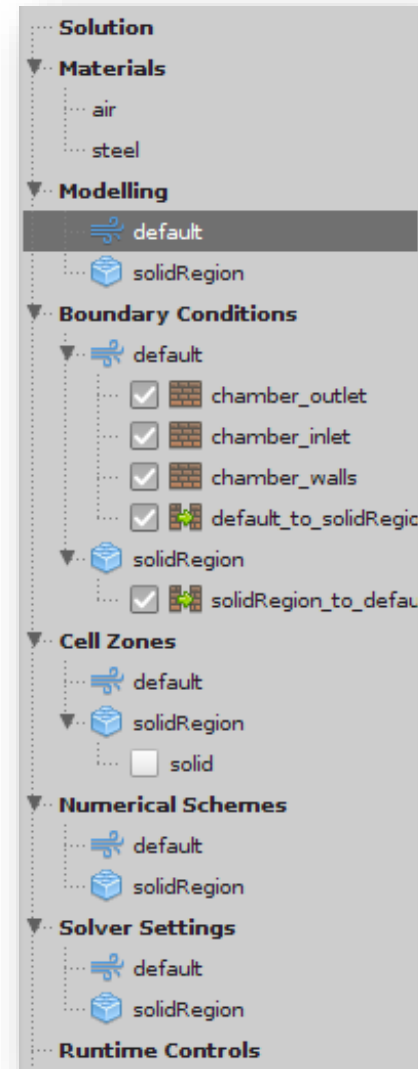 Solution
Materials
air
steel
Modelling
default
solidRegion
Boundary Conditions
default
chamber_outlet
chamber_inlet
chamber_walls
default_to_solidRegic
solidRegion
solidRegion_to_defau
Cell Zones
default
solidRegion
solid
Numerical Schemes
default
solidRegion
Solver Settings
default
solidRegion
Runtime Controls